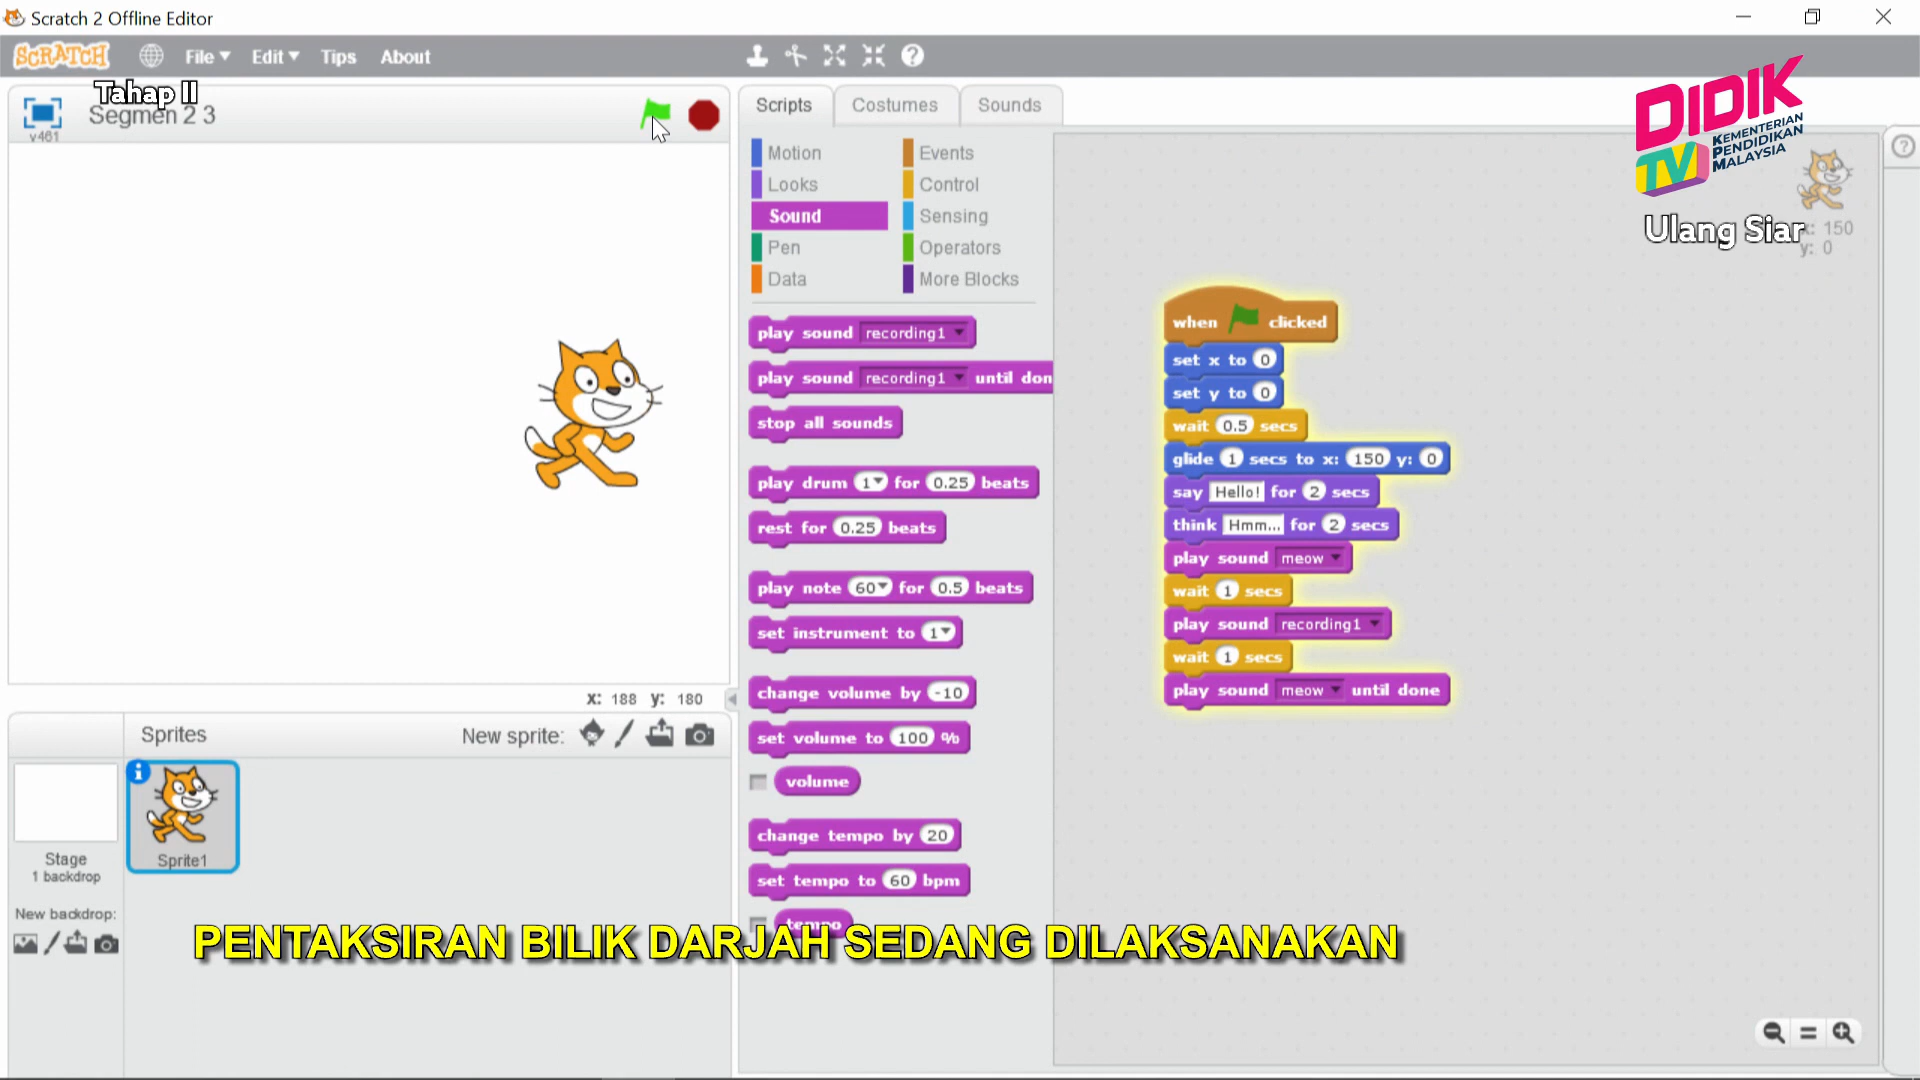 Scratch 2 Offline Editor
SCRATCH File Edit Tips About
Tahap II
Segmen 2 3
v461
Scripts Costumes Sounds
Motion Events
Looks Control
Sound Sensing
Pen Operators
Data More Blocks
play sound recording1
play sound recording1 until don
stop all sounds
play drum 1 for 0.25 beats
rest for 0.25 beats
play note 60 for 0.5 beats
set instrument to 1
change volume by -10
set volume to 100 %
volume
change tempo by 20
set tempo to 60 bpm
tempo
when clicked
set x to 0
set y to 0
wait 0.5 secs
glide 1 secs to x: 150 y: 0
say Hello! for 2 secs
think Hmm... for 2 secs
play sound meow
wait 1 secs
play sound recording1
wait 1 secs
play sound meow until done
DIDIK
TV
KEMENTERIAN
PENDIDIKAN
MALAYSIA
Ulang Siar
x: 150
y: 0
x: 188 y: 180
Sprites New sprite:
Sprite1
Stage
1 backdrop
New backdrop:
PENTAKSIRAN BILIK DARJAH SEDANG DILAKSANAKAN